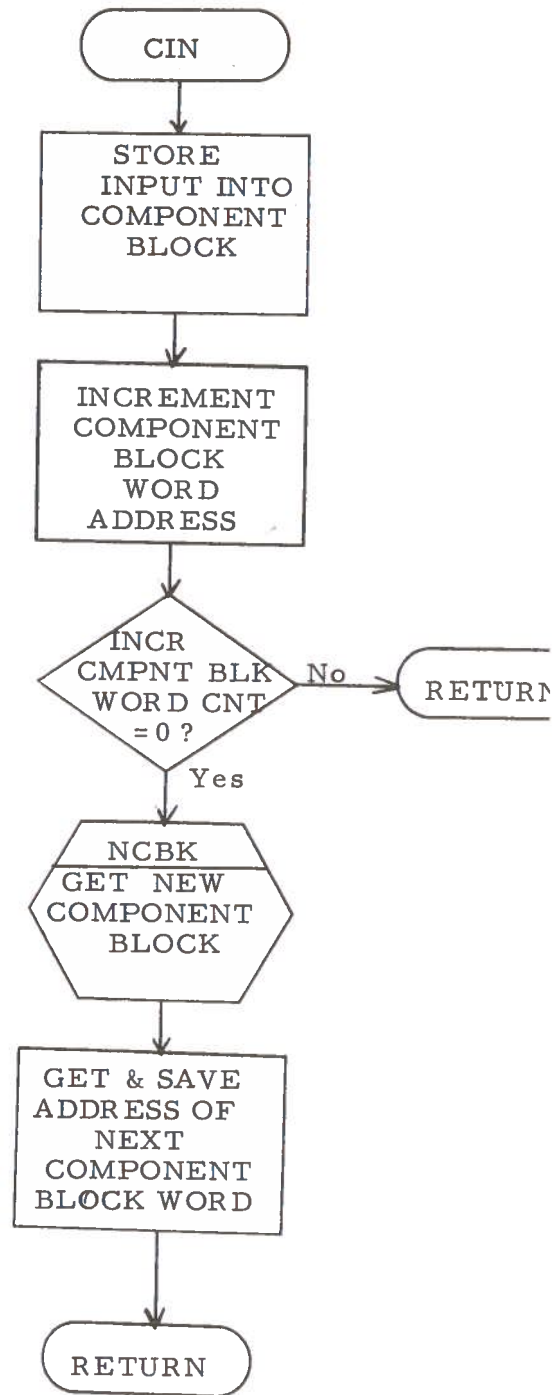 CIN
STORE
INPUT INTO
COMPONENT
BLOCK
INCREMENT
COMPONENT
BLOCK
WORD
ADDRESS
INCR
CMPNT BLK
WORD CNT
=0 ?
No
RETURN
Yes
NCBK
GET NEW
COMPONENT
BLOCK
GET & SAVE
ADDRESS OF
NEXT
COMPONENT
BLOCK WORD
RETURN